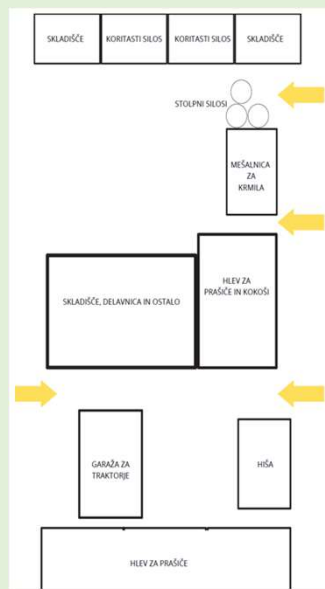 SKLADIŠČE
KORITASTI SILOS
KORITASTI SILOS
SKLADIŠČE
STOLPNI SILOSI
MEŠALNICA
ZA
KRMILA
HLEV ZA
PRAŠIČE IN KOKOŠI
SKLADIŠČE, DELAVNICA IN OSTALO
GARAŽA ZA
TRAKTORJE
HIŠA
HLEV ZA PRAŠIČE